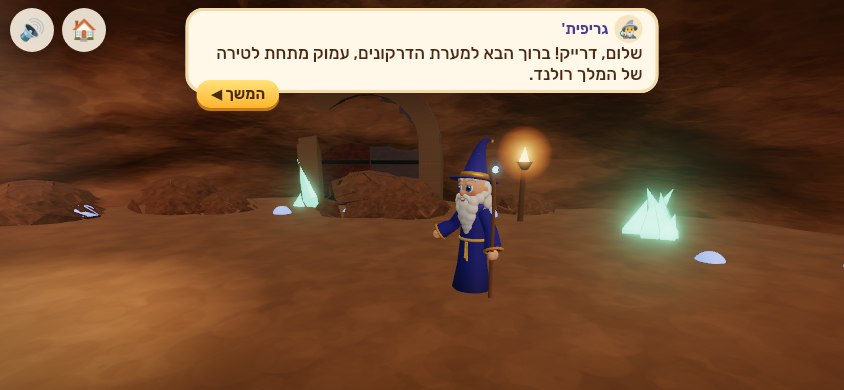 גריפית'
שלום, דרייק! ברוך הבא למערת הדרקונים, עמוק מתחת לטירה
של המלך רולנד.
המשך ◀